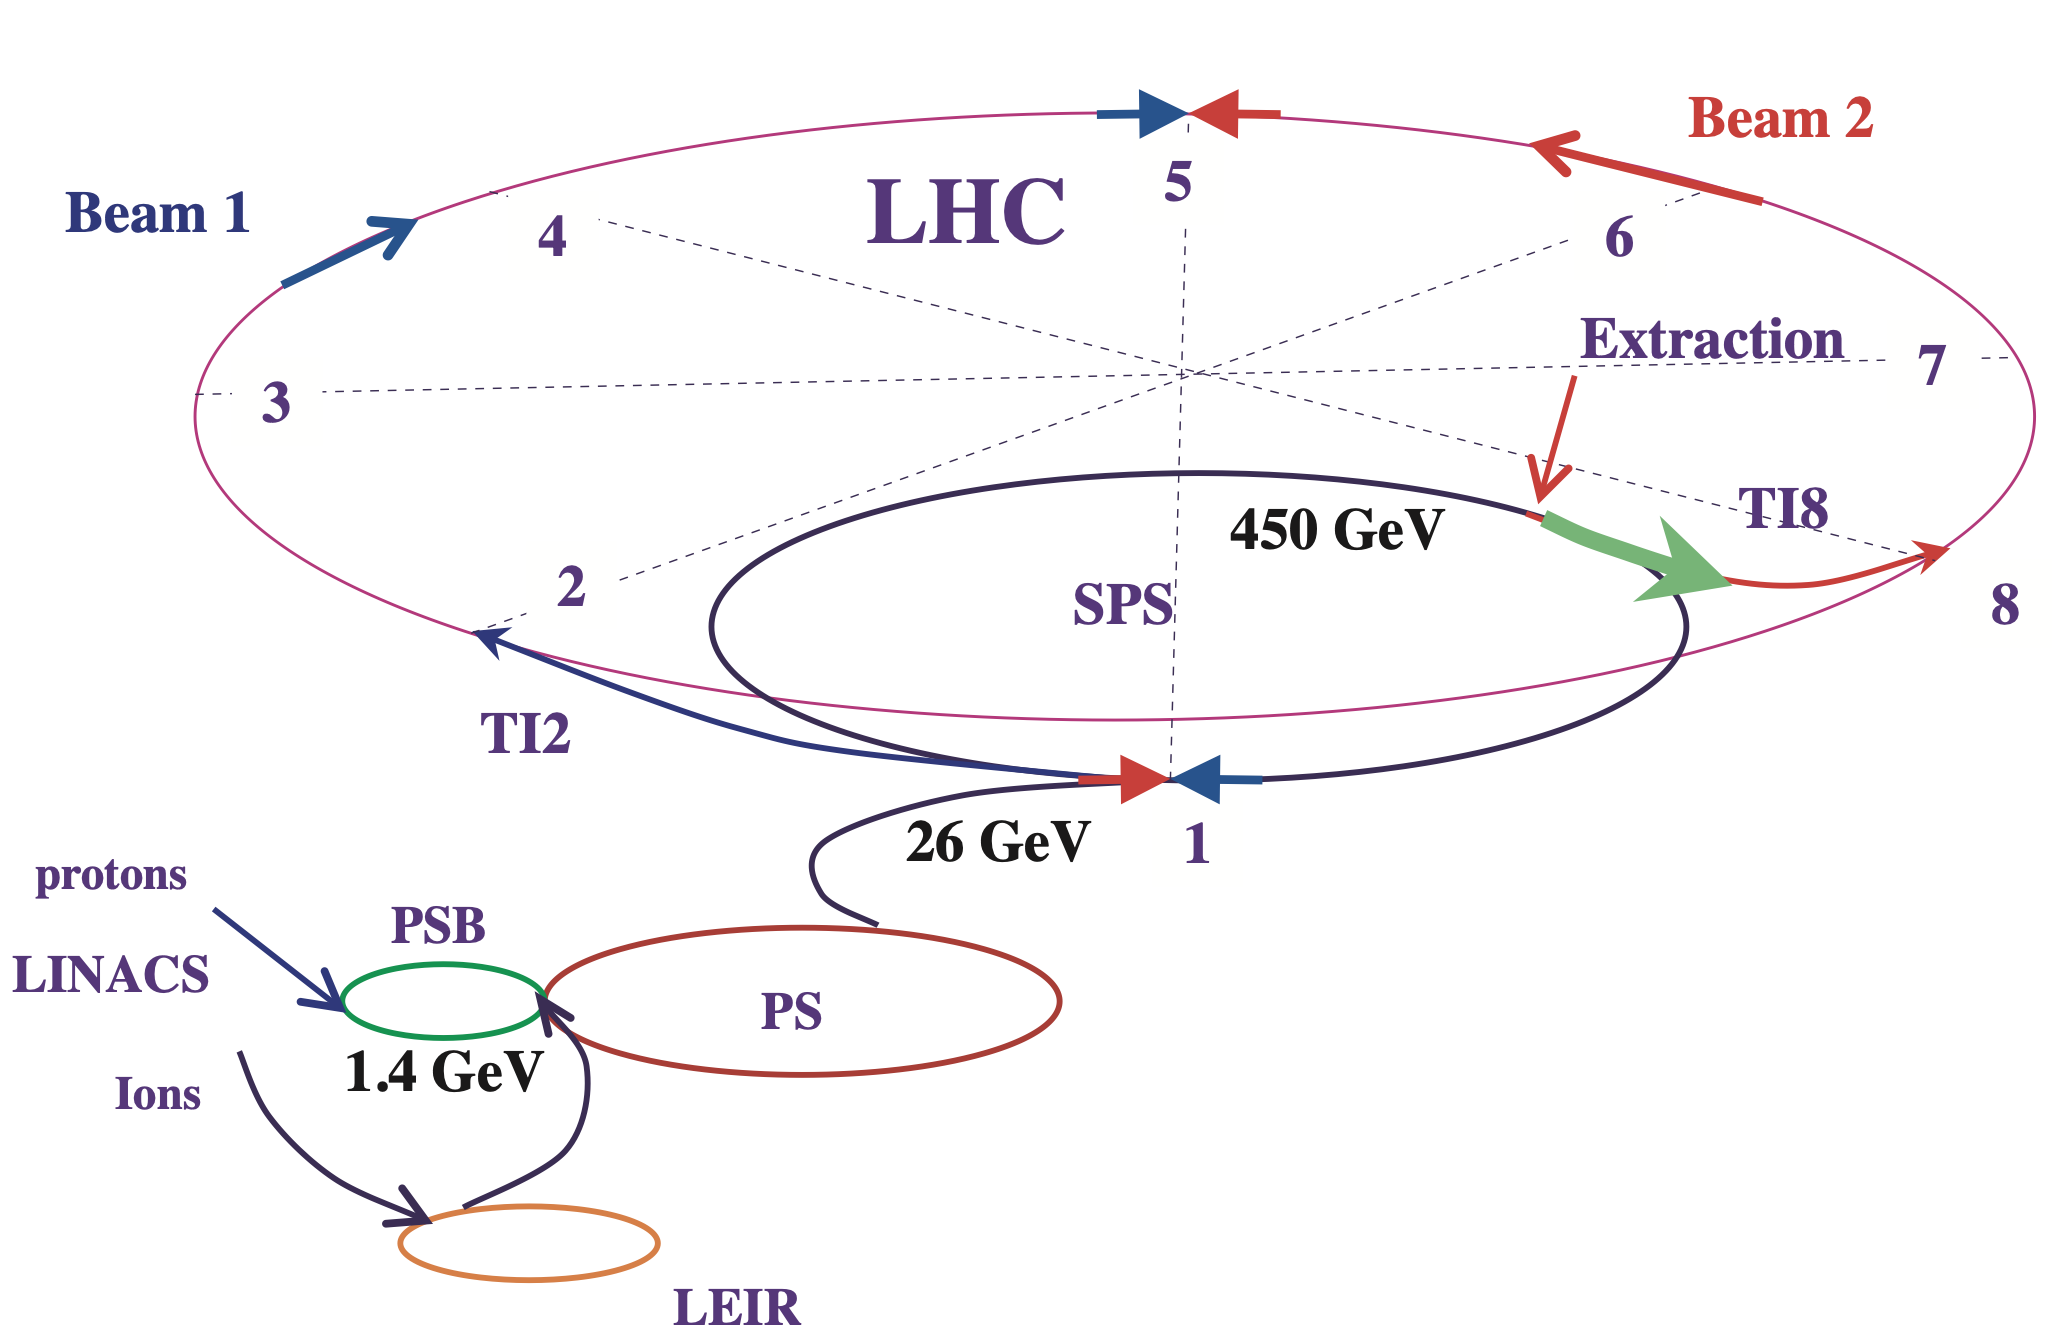 Beam 2
Beam 1
LHC
5
4
6
Extraction
7
3
TI8
450 GeV
2
SPS
8
TI2
26 GeV
1
protons
PSB
LINACS
PS
1.4 GeV
Ions
LEIR